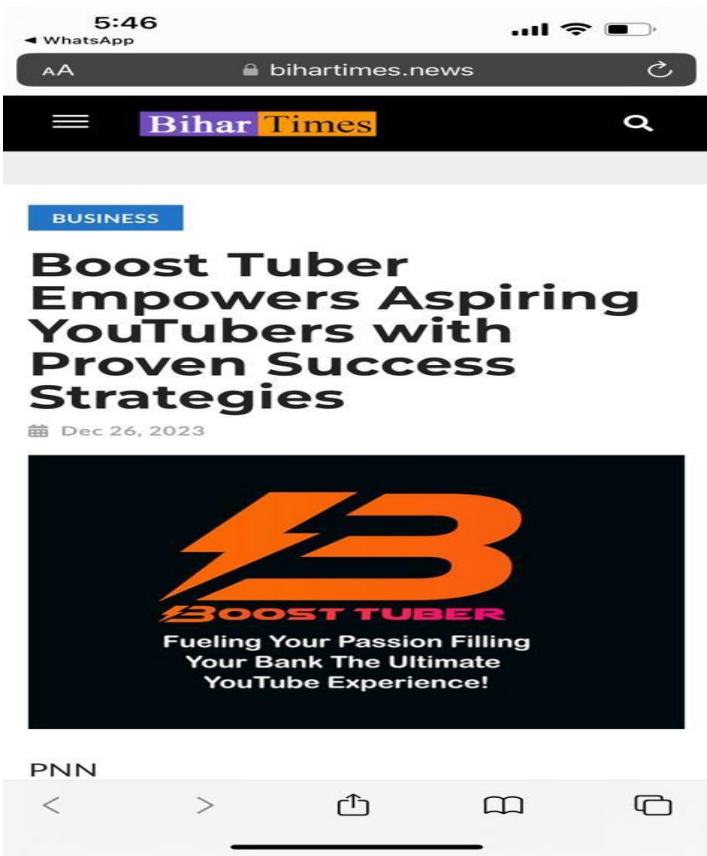 5:46
◄ WhatsApp
AA
bihartimes.news
Bihar Times
BUSINESS
Boost Tuber
Empowers Aspiring
YouTubers with
Proven Success
Strategies
Dec 26, 2023
BOOST TUBER
Fueling Your Passion Filling
Your Bank The Ultimate
YouTube Experience!
PNN